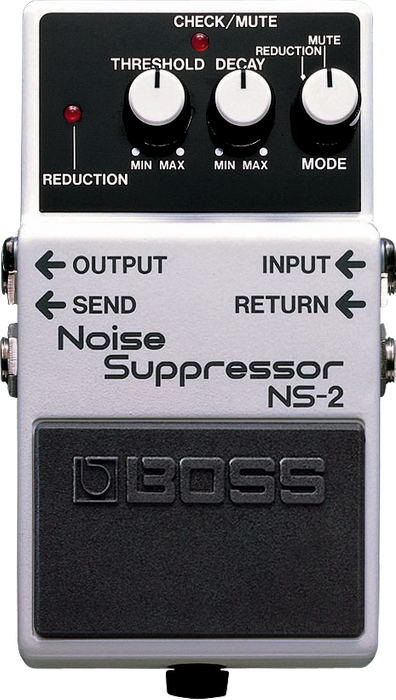 CHECK/MUTE
MUTE
REDUCTION
THRESHOLD DECAY
MIN MAX MIN MAX MODE
REDUCTION
← OUTPUT INPUT ←
← SEND RETURN ←
Noise
Suppressor
NS-2
BOSS